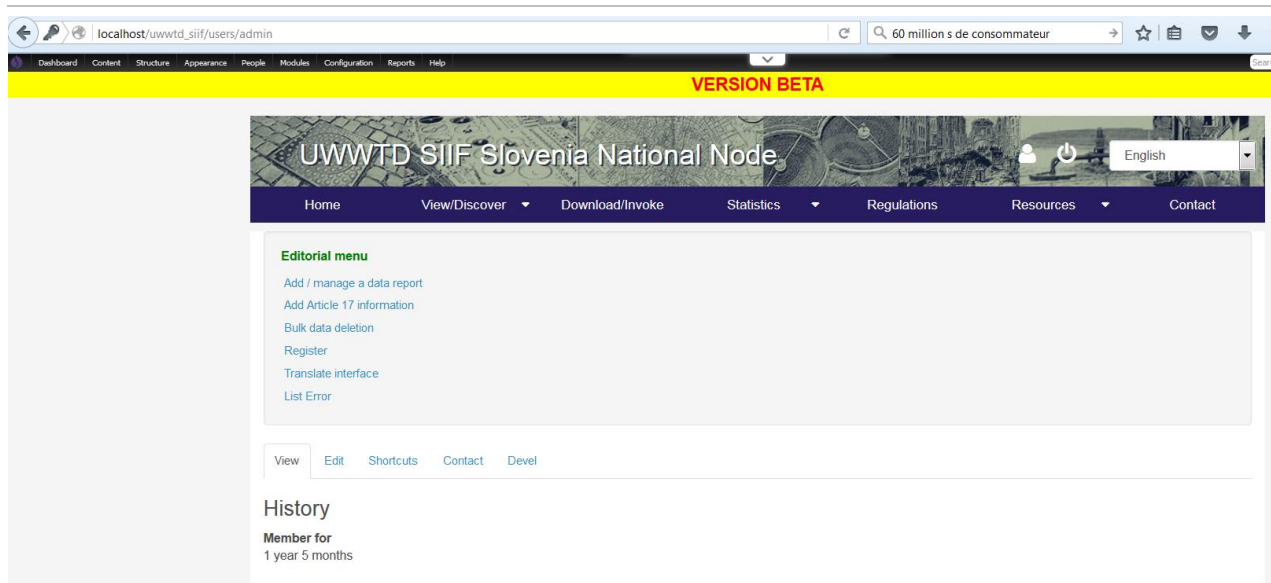 localhost/uwwtd_siif/users/admin
60 million s de consommateur
Dashboard Content Structure Appearance People Modules Configuration Reports Help
Sear
VERSION BETA
UWWTD SIIF Slovenia National Node
English
Home View/Discover Download/Invoke Statistics Regulations Resources Contact
Editorial menu
Add / manage a data report
Add Article 17 information
Bulk data deletion
Register
Translate interface
List Error
View Edit Shortcuts Contact Devel
History
Member for
1 year 5 months